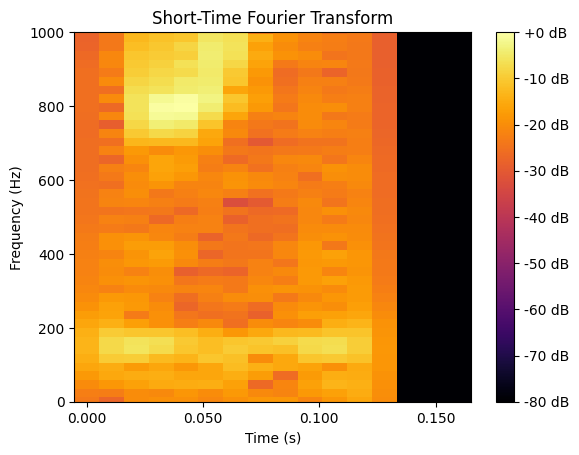 Short-Time Fourier Transform
1000
800
600
400
200
0
Frequency (Hz)
0.000
0.050
0.100
0.150
Time (s)
+0 dB
-10 dB
-20 dB
-30 dB
-40 dB
-50 dB
-60 dB
-70 dB
-80 dB